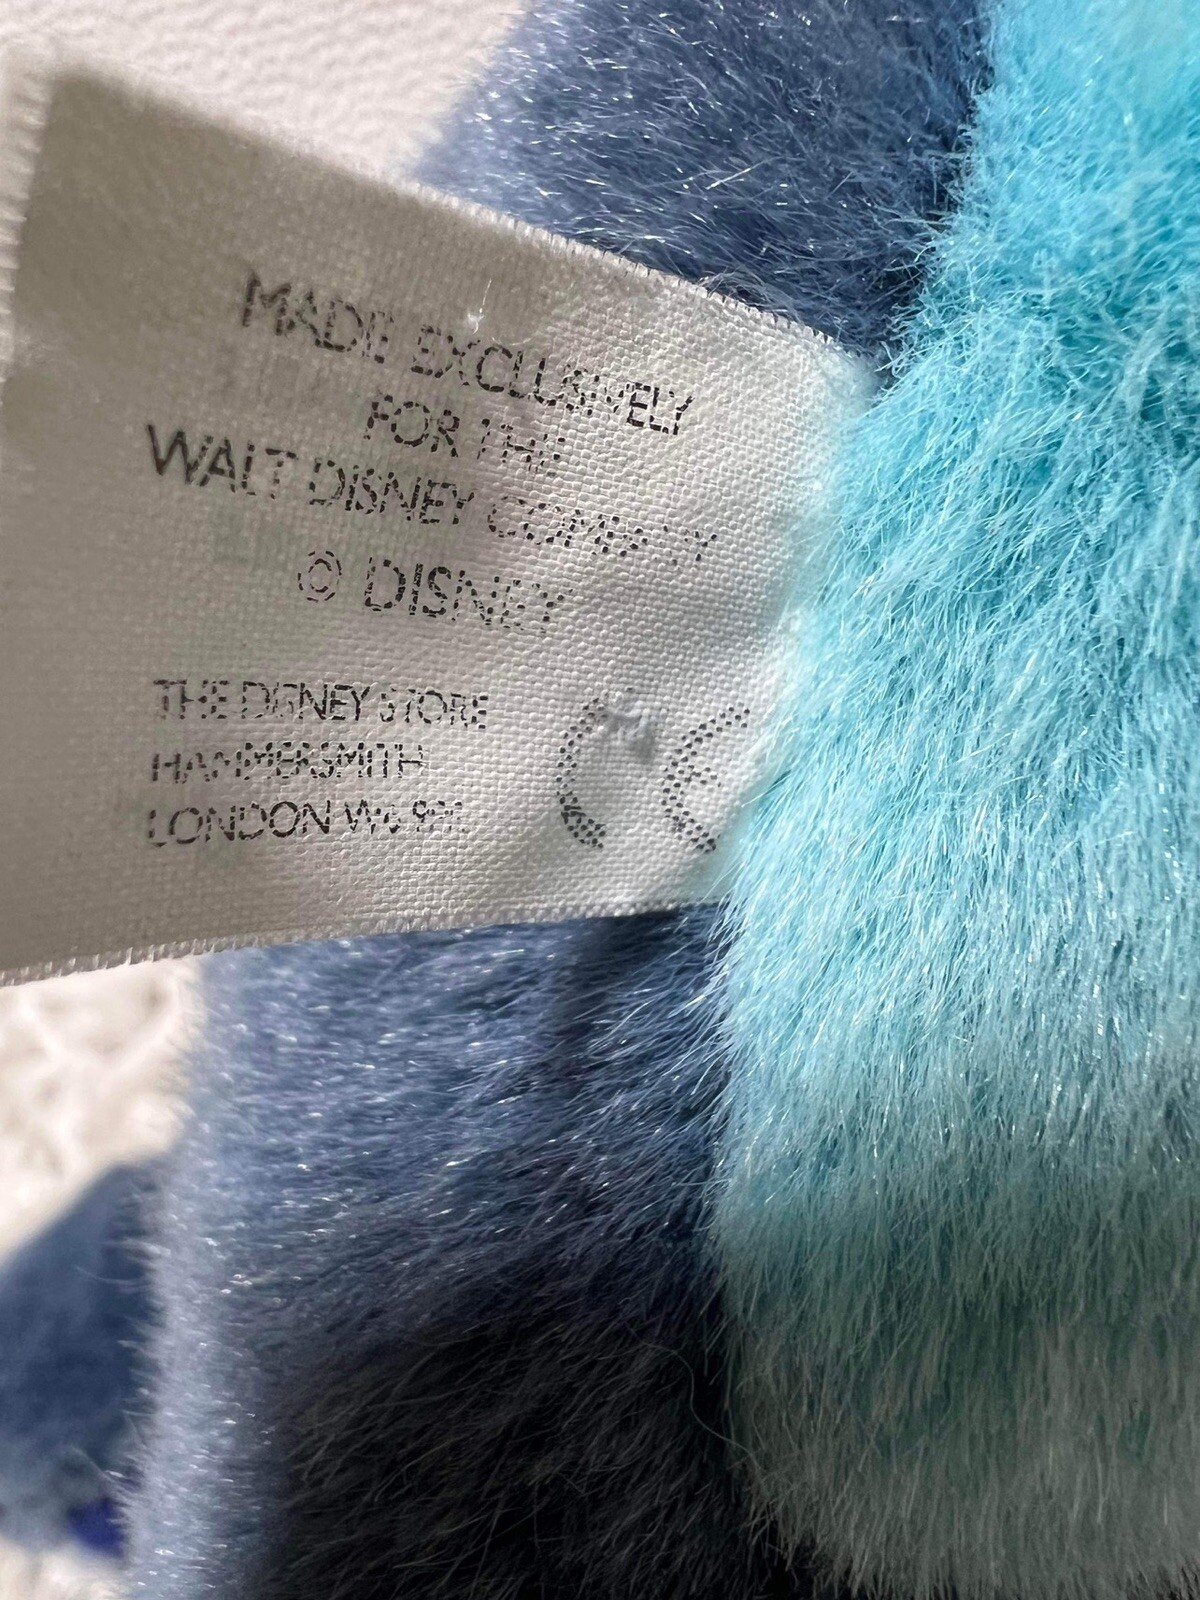 MADE EXCLUSIVELY
FOR THE
WALT DISNEY COMPANY
© DISNEY
THE DISNEY STORE
HAMMERSMITH
LONDON
CE